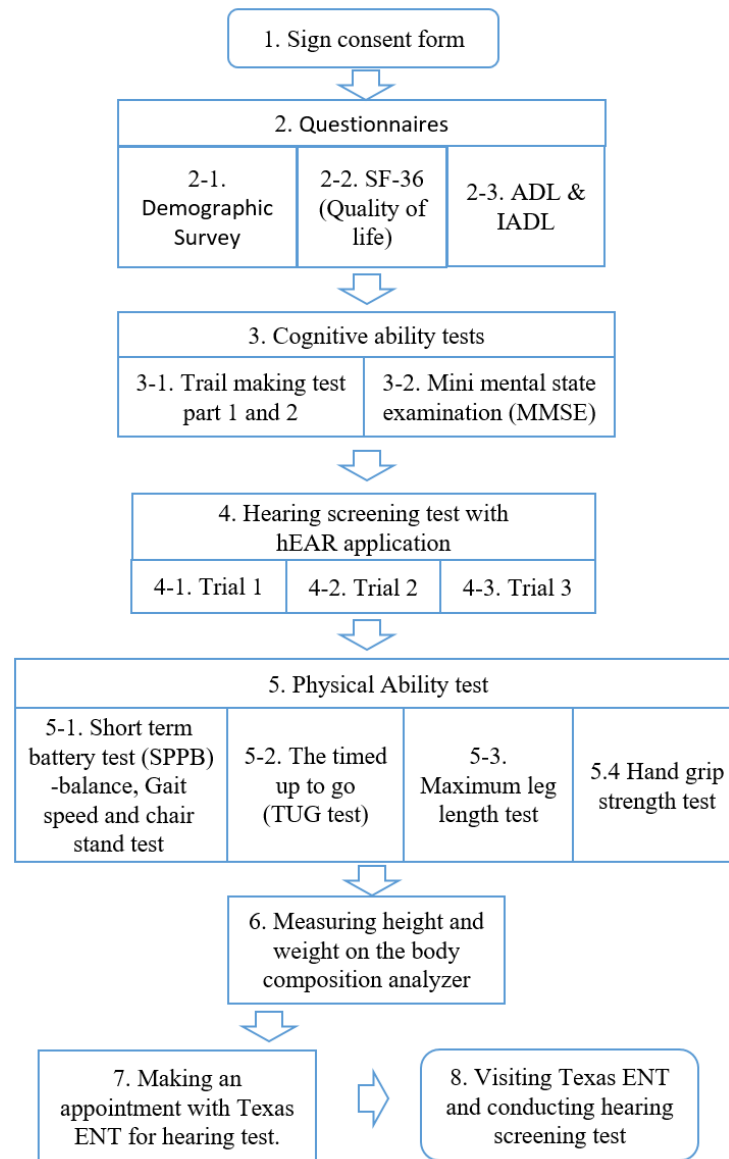 1. Sign consent form
2. Questionnaires
2-1.
Demographic
Survey
2-2. SF-36
(Quality of
life)
2-3. ADL &
IADL
3. Cognitive ability tests
3-1. Trail making test
part 1 and 2
3-2. Mini mental state
examination (MMSE)
4. Hearing screening test with
hEAR application
4-1. Trial 1
4-2. Trial 2
4-3. Trial 3
5. Physical Ability test
5-1. Short term
battery test (SPPB)
-balance, Gait
speed and chair
stand test
5-2. The timed
up to go
(TUG test)
5-3.
Maximum leg
length test
5.4 Hand grip
strength test
6. Measuring height and
weight on the body
composition analyzer
7. Making an
appointment with Texas
ENT for hearing test.
8. Visiting Texas ENT
and conducting hearing
screening test